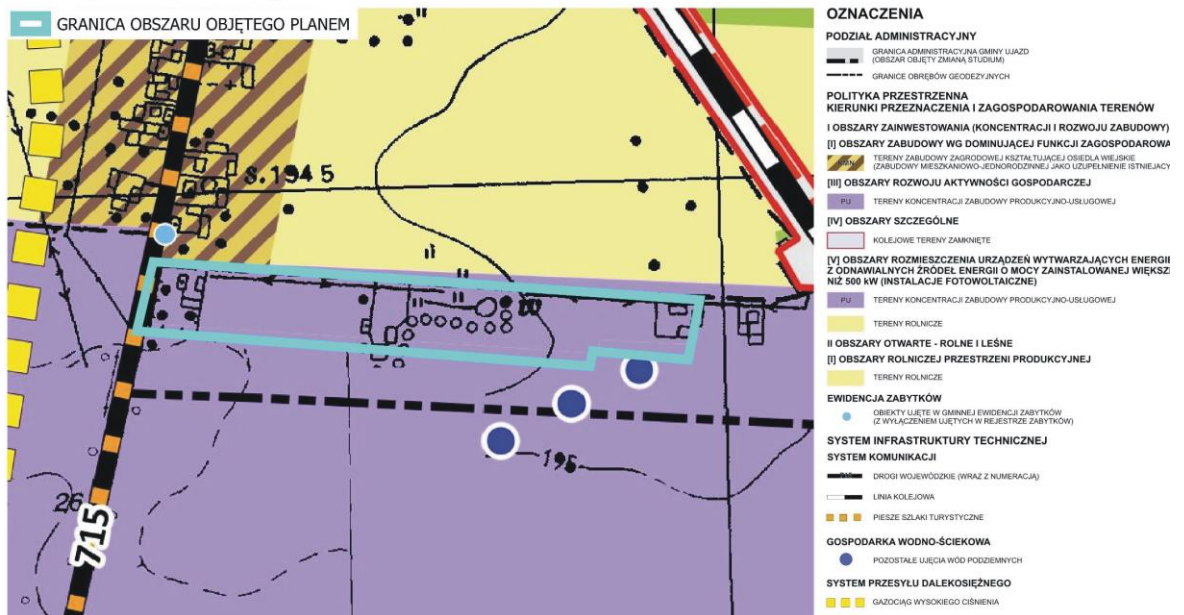 GRANICA OBSZARU OBJĘTEGO PLANEM
S.1945
195
26
715
OZNACZENIA
PODZIAŁ ADMINISTRACYJNY
GRANICA ADMINISTRACYJNA GMINY UJAZD
(OBSZAR OBJĘTY ZMIANĄ STUDIUM)
GRANICE OBRĘBÓW GEODEZYJNYCH
POLITYKA PRZESTRZENNA
KIERUNKI PRZEZNACZENIA I ZAGOSPODAROWANIA TERENÓW
I OBSZARY ZAINWESTOWANIA (KONCENTRACJI I ROZWOJU ZABUDOWY)
[I] OBSZARY ZABUDOWY WG DOMINUJĄCEJ FUNKCJI ZAGOSPODAROWA
TERENY ZABUDOWY ZAGRODOWEJ KSZTAŁTUJĄCEJ OSIEDLA WIEJSKIE
(ZABUDOWY MIESZKANIOWO-JEDNORODZINNEJ JAKO UZUPEŁNIENIE ISTNIEJĄCY
[III] OBSZARY ROZWOJU AKTYWNOŚCI GOSPODARCZEJ
PU TERENY KONCENTRACJI ZABUDOWY PRODUKCYJNO-USŁUGOWEJ
[IV] OBSZARY SZCZEGÓLNE
KOLEJOWE TERENY ZAMKNIĘTE
[V] OBSZARY ROZMIESZCZENIA URZĄDZEŃ WYTWARZAJĄCYCH ENERGIĘ
Z ODNAWIALNYCH ŹRÓDEŁ ENERGII O MOCY ZAINSTALOWANEJ WIĘKSZ
NIŻ 500 kW (INSTALACJE FOTOWOLTAICZNE)
PU TERENY KONCENTRACJI ZABUDOWY PRODUKCYJNO-USŁUGOWEJ
TERENY ROLNICZE
II OBSZARY OTWARTE - ROLNE I LEŚNE
[I] OBSZARY ROLNICZEJ PRZESTRZENI PRODUKCYJNEJ
TERENY ROLNICZE
EWIDENCJA ZABYTKÓW
OBIEKTY UJĘTE W GMINNEJ EWIDENCJI ZABYTKÓW
(Z WYŁĄCZENIEM UJĘTYCH W REJESTRZE ZABYTKÓW)
SYSTEM INFRASTRUKTURY TECHNICZNEJ
SYSTEM KOMUNIKACJI
DROGI WOJEWÓDZKIE (WRAZ Z NUMERACJĄ)
LINIA KOLEJOWA
PIESZE SZLAKI TURYSTYCZNE
GOSPODARKA WODNO-ŚCIEKOWA
POZOSTAŁE UJĘCIA WÓD PODZIEMNYCH
SYSTEM PRZESYŁU DALEKOSIĘŻNEGO
GAZOCIĄG WYSOKIEGO CIŚNIENIA